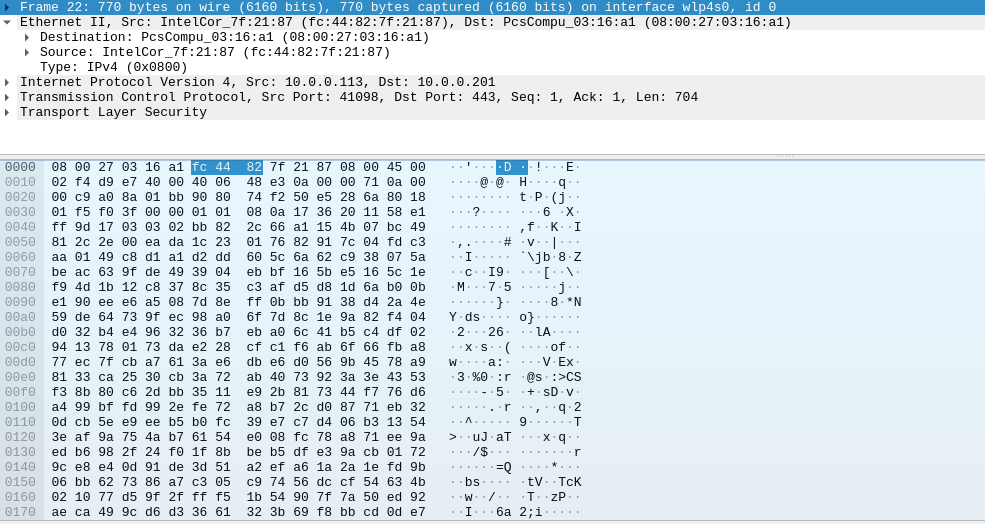 Frame 22: 770 bytes on wire (6160 bits), 770 bytes captured (6160 bits) on interface wlp4s0, id 0
Ethernet II, Src: IntelCor_7f:21:87 (fc:44:82:7f:21:87), Dst: PcsCompu_03:16:a1 (08:00:27:03:16:a1)
Destination: PcsCompu_03:16:a1 (08:00:27:03:16:a1)
Source: IntelCor_7f:21:87 (fc:44:82:7f:21:87)
Type: IPv4 (0x0800)
Internet Protocol Version 4, Src: 10.0.0.113, Dst: 10.0.0.201
Transmission Control Protocol, Src Port: 41098, Dst Port: 443, Seq: 1, Ack: 1, Len: 704
Transport Layer Security
0000 08 00 27 03 16 a1 fc 44 82 7f 21 87 08 00 45 00 ··'····D ··!···E·
0010 02 f4 d9 e7 40 00 40 06 48 e3 0a 00 00 71 0a 00 ····@·@· H····q··
0020 00 c9 a0 8a 01 bb 90 80 74 f2 50 e5 28 6a 80 18 ········ t·P·(j··
0030 01 f5 f0 3f 00 00 01 01 08 0a 17 36 20 11 58 e1 ···?···· ···6 ·X·
0040 ff 9d 17 03 03 02 bb 82 2c 66 a1 15 4b 07 bc 49 ········ ,f··K··I
0050 81 2c 2e 00 ea da 1c 23 01 76 82 91 7c 04 fd c3 ·,.····# ·v··|···
0060 aa 01 49 c8 d1 a1 d2 dd 60 5c 6a 62 c9 38 07 5a ··I····· `\jb·8·Z
0070 be ac 63 9f de 49 39 04 eb bf 16 5b e5 16 5c 1e ··c··I9· ···[··\·
0080 f9 4d 1b 12 c8 37 8c 35 c3 af d5 d8 1d 6a b0 0b ·M···7·5 ·····j··
0090 e1 90 ee e6 a5 08 7d 8e ff 0b bb 91 38 d4 2a 4e ······}· ····8·*N
00a0 59 de 64 73 9f ec 98 a0 6f 7d 8c 1e 9a 82 f4 04 Y·ds···· o}······
00b0 d0 32 b4 e4 96 32 36 b7 eb a0 6c 41 b5 c4 df 02 ·2···26· ··lA····
00c0 94 13 78 01 73 da e2 28 cf c1 f6 ab 6f 66 fb a8 ··x·s··( ····of··
00d0 77 ec 7f cb a7 61 3a e6 db e6 d0 56 9b 45 78 a9 w····a:· ···V·Ex·
00e0 81 33 ca 25 30 cb 3a 72 ab 40 73 92 3a 3e 43 53 ·3·%0·:r ·@s·:>CS
00f0 f3 8b 80 c6 2d bb 35 11 e9 2b 81 73 44 f7 76 d6 ····-·5· ·+·sD·v·
0100 a4 99 bf fd 99 2e fe 72 a8 b7 2c d0 87 71 eb 32 ·····.·r ··,··q·2
0110 0d cb 5e e9 ee b5 b0 fc 39 e7 c7 d4 06 b3 13 54 ··^····· 9······T
0120 3e af 9a 75 4a b7 61 54 e0 08 fc 78 a8 71 ee 9a >··uJ·aT ···x·q··
0130 ed b6 98 2f 24 f0 1f 8b be b5 df e3 9a cb 01 72 ···/$··· ·······r
0140 9c e8 e4 0d 91 de 3d 51 a2 ef a6 1a 2a 1e fd 9b ······=Q ····*···
0150 06 bb 62 73 86 a7 c3 05 c9 74 56 dc cf 54 63 4b ··bs···· ·tV··TcK
0160 02 10 77 d5 9f 2f ff f5 1b 54 90 7f 7a 50 ed 92 ··w··/·· ·T··zP··
0170 ae ca 49 9c d6 d3 36 61 32 3b 69 f8 bb cd 0d e7 ··I···6a 2;i·····